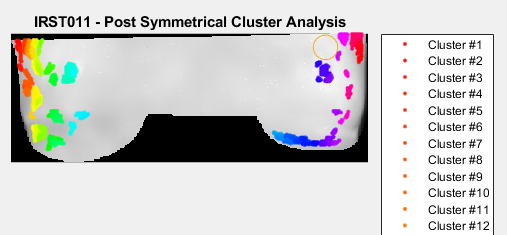 IRST011 - Post Symmetrical Cluster Analysis
Cluster #1
Cluster #2
Cluster #3
Cluster #4
Cluster #5
Cluster #6
Cluster #7
Cluster #8
Cluster #9
Cluster #10
Cluster #11
Cluster #12